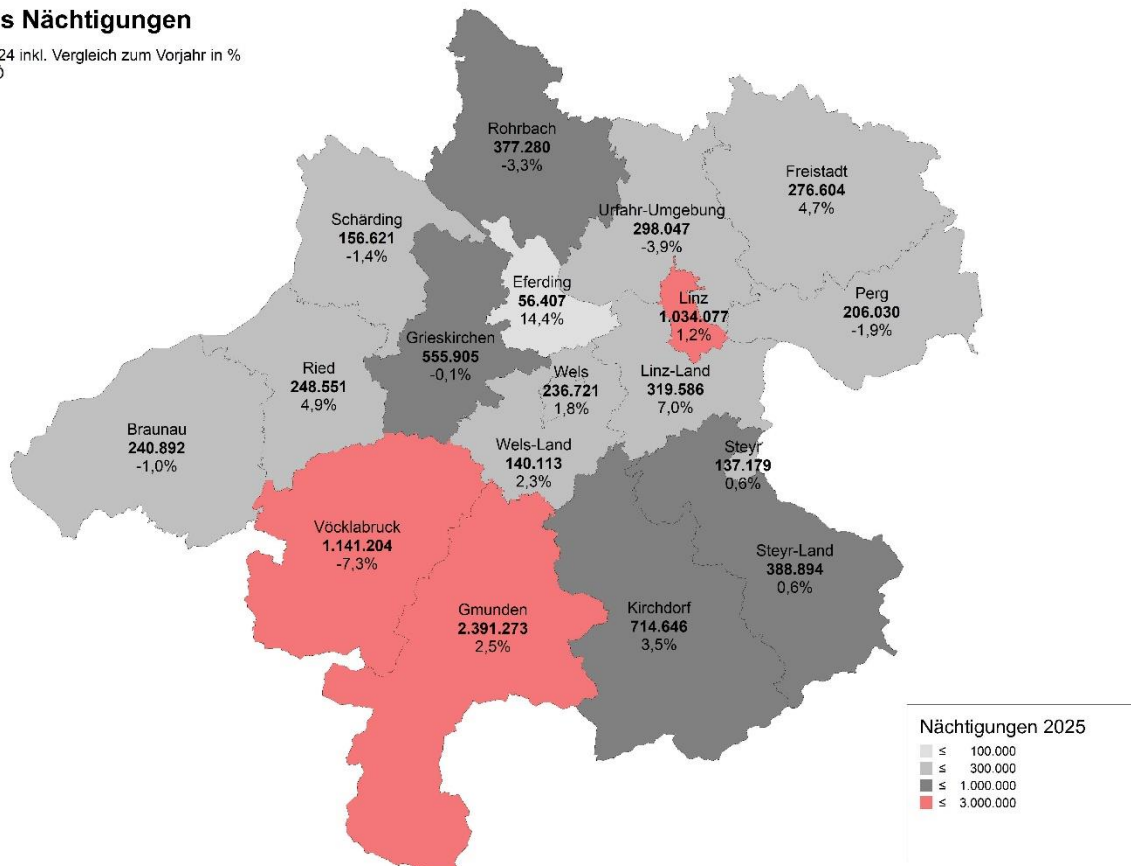 s Nächtigungen
24 inkl. Vergleich zum Vorjahr in %
Rohrbach
377.280
-3,3%
Freistadt
276.604
4,7%
Urfahr-Umgebung
298.047
-3,9%
Schärding
156.621
-1,4%
Eferding
56.407
14,4%
Linz
1.034.077
1,2%
Perg
206.030
-1,9%
Grieskirchen
555.905
-0,1%
Ried
248.551
4,9%
Wels
236.721
1,8%
Linz-Land
319.586
7,0%
Braunau
240.892
-1,0%
Wels-Land
140.113
2,3%
Steyr
137.179
0,6%
Vöcklabruck
1.141.204
-7,3%
Steyr-Land
388.894
0,6%
Gmunden
2.391.273
2,5%
Kirchdorf
714.646
3,5%
Nächtigungen 2025
≤ 100.000
≤ 300.000
≤ 1.000.000
≤ 3.000.000